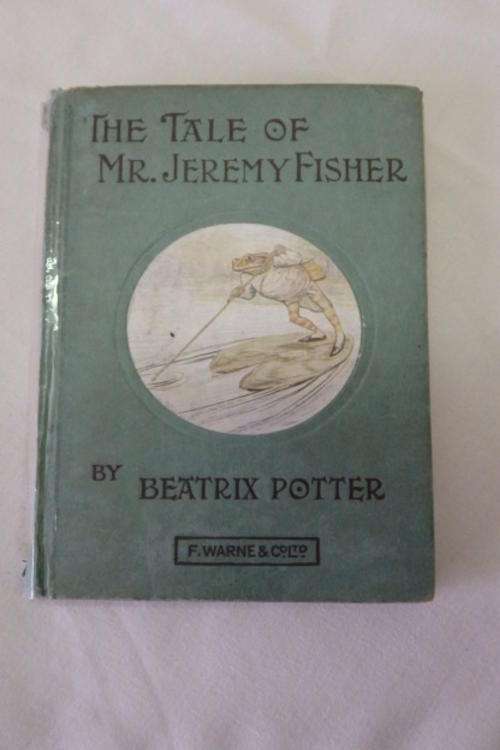 THE TALE OF
MR. JEREMY FISHER
BY
BEATRIX POTTER
F. WARNE & CO LTD